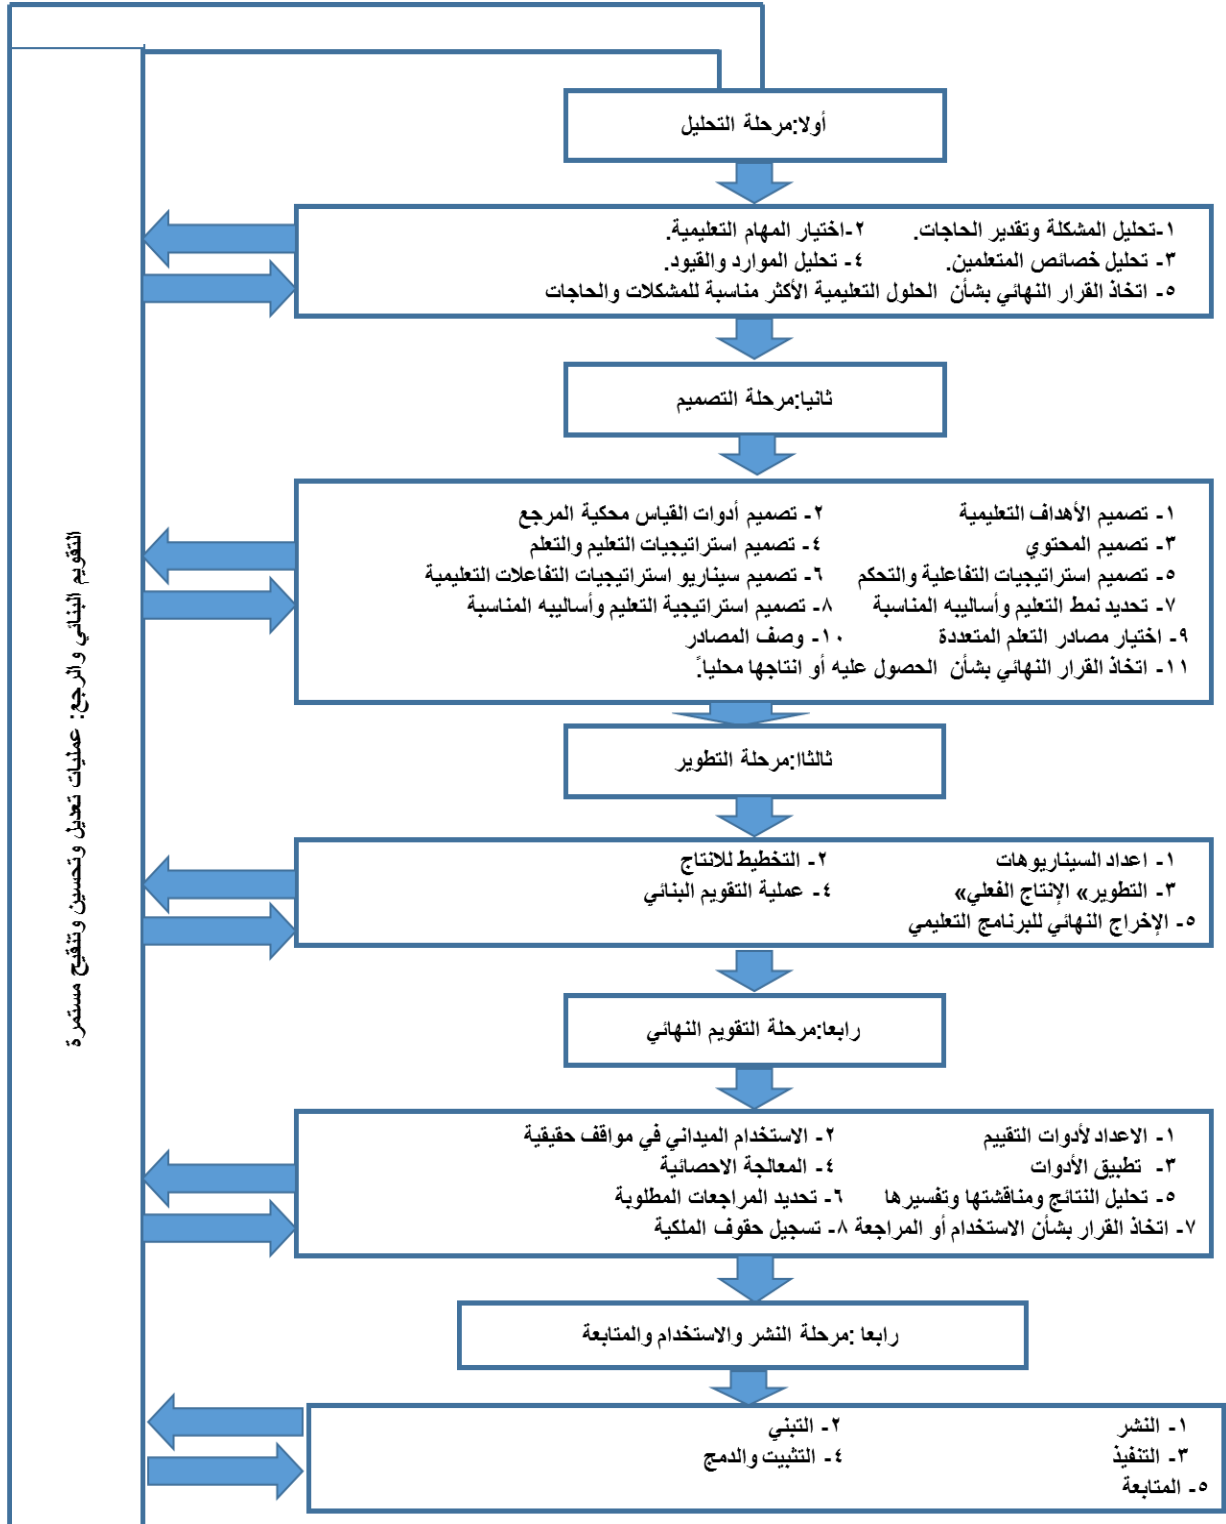 أولا:مرحلة التحليل
١-تحليل المشكلة وتقدير الحاجات. ٢-اختيار المهام التعليمية.
٣- تحليل خصائص المتعلمين. ٤- تحليل الموارد والقيود.
٥- اتخاذ القرار النهائي بشأن الحلول التعليمية الأكثر مناسبة للمشكلات والحاجات
ثانيا:مرحلة التصميم
١- تصميم الأهداف التعليمية ٢- تصميم أدوات القياس محكية المرجع
٣- تصميم المحتوي ٤- تصميم استراتيجيات التعليم والتعلم
٥- تصميم استراتيجيات التفاعلية والتحكم ٦- تصميم سيناريو استراتيجيات التفاعلات التعليمية
٧- تحديد نمط التعليم وأساليبه المناسبة ٨- تصميم استراتيجية التعليم وأساليبه المناسبة
٩- اختيار مصادر التعلم المتعددة ١٠- وصف المصادر
١١- اتخاذ القرار النهائي بشأن الحصول عليه أو انتاجها محلياً.
ثالثاا:مرحلة التطوير
١- اعداد السيناريوهات ٢- التخطيط للانتاج
٣- التطوير» الإنتاج الفعلي» ٤- عملية التقويم البنائي
٥- الإخراج النهائي للبرنامج التعليمي
رابعا:مرحلة التقويم النهائي
١- الاعداد لأدوات التقييم ٢- الاستخدام الميداني في مواقف حقيقية
٣- تطبيق الأدوات ٤- المعالجة الاحصائية
٥- تحليل النتائج ومناقشتها وتفسيرها ٦- تحديد المراجعات المطلوبة
٧- اتخاذ القرار بشأن الاستخدام أو المراجعة ٨- تسجيل حقوف الملكية
رابعا :مرحلة النشر والاستخدام والمتابعة
١- النشر ٢- التبني
٣- التنفيذ ٤- التثبيت والدمج
٥- المتابعة
التقويم البنائي والرجع: عمليات تعديل وتحسين وتنقيح مستمرة